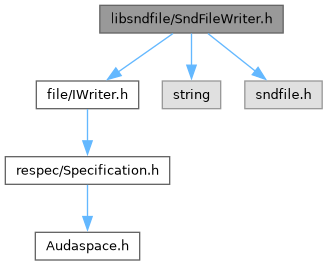 libsndfile/SndFileWriter.h
file/IWriter.h
string
sndfile.h
respec/Specification.h
Audaspace.h